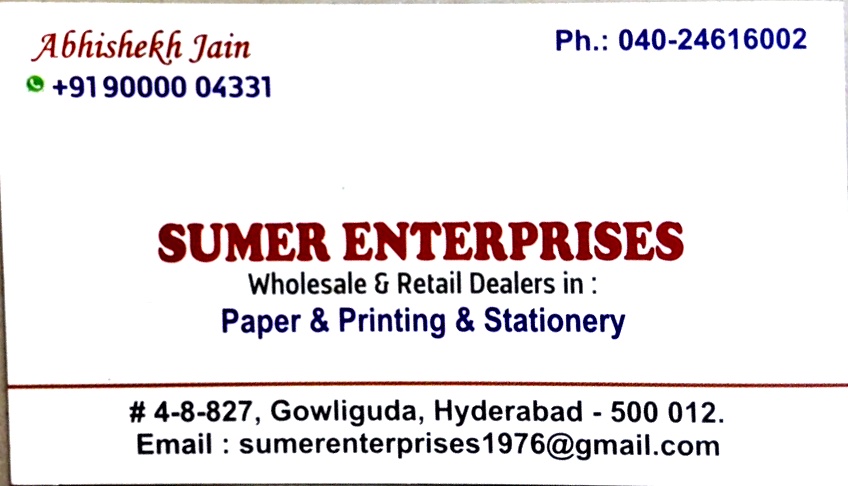 Abhishekh Jain
Ph.: 040-24616002
+91 90000 04331
SUMER ENTERPRISES
Wholesale & Retail Dealers in :
Paper & Printing & Stationery
# 4-8-827, Gowliguda, Hyderabad - 500 012.
Email : sumerenterprises1976@gmail.com